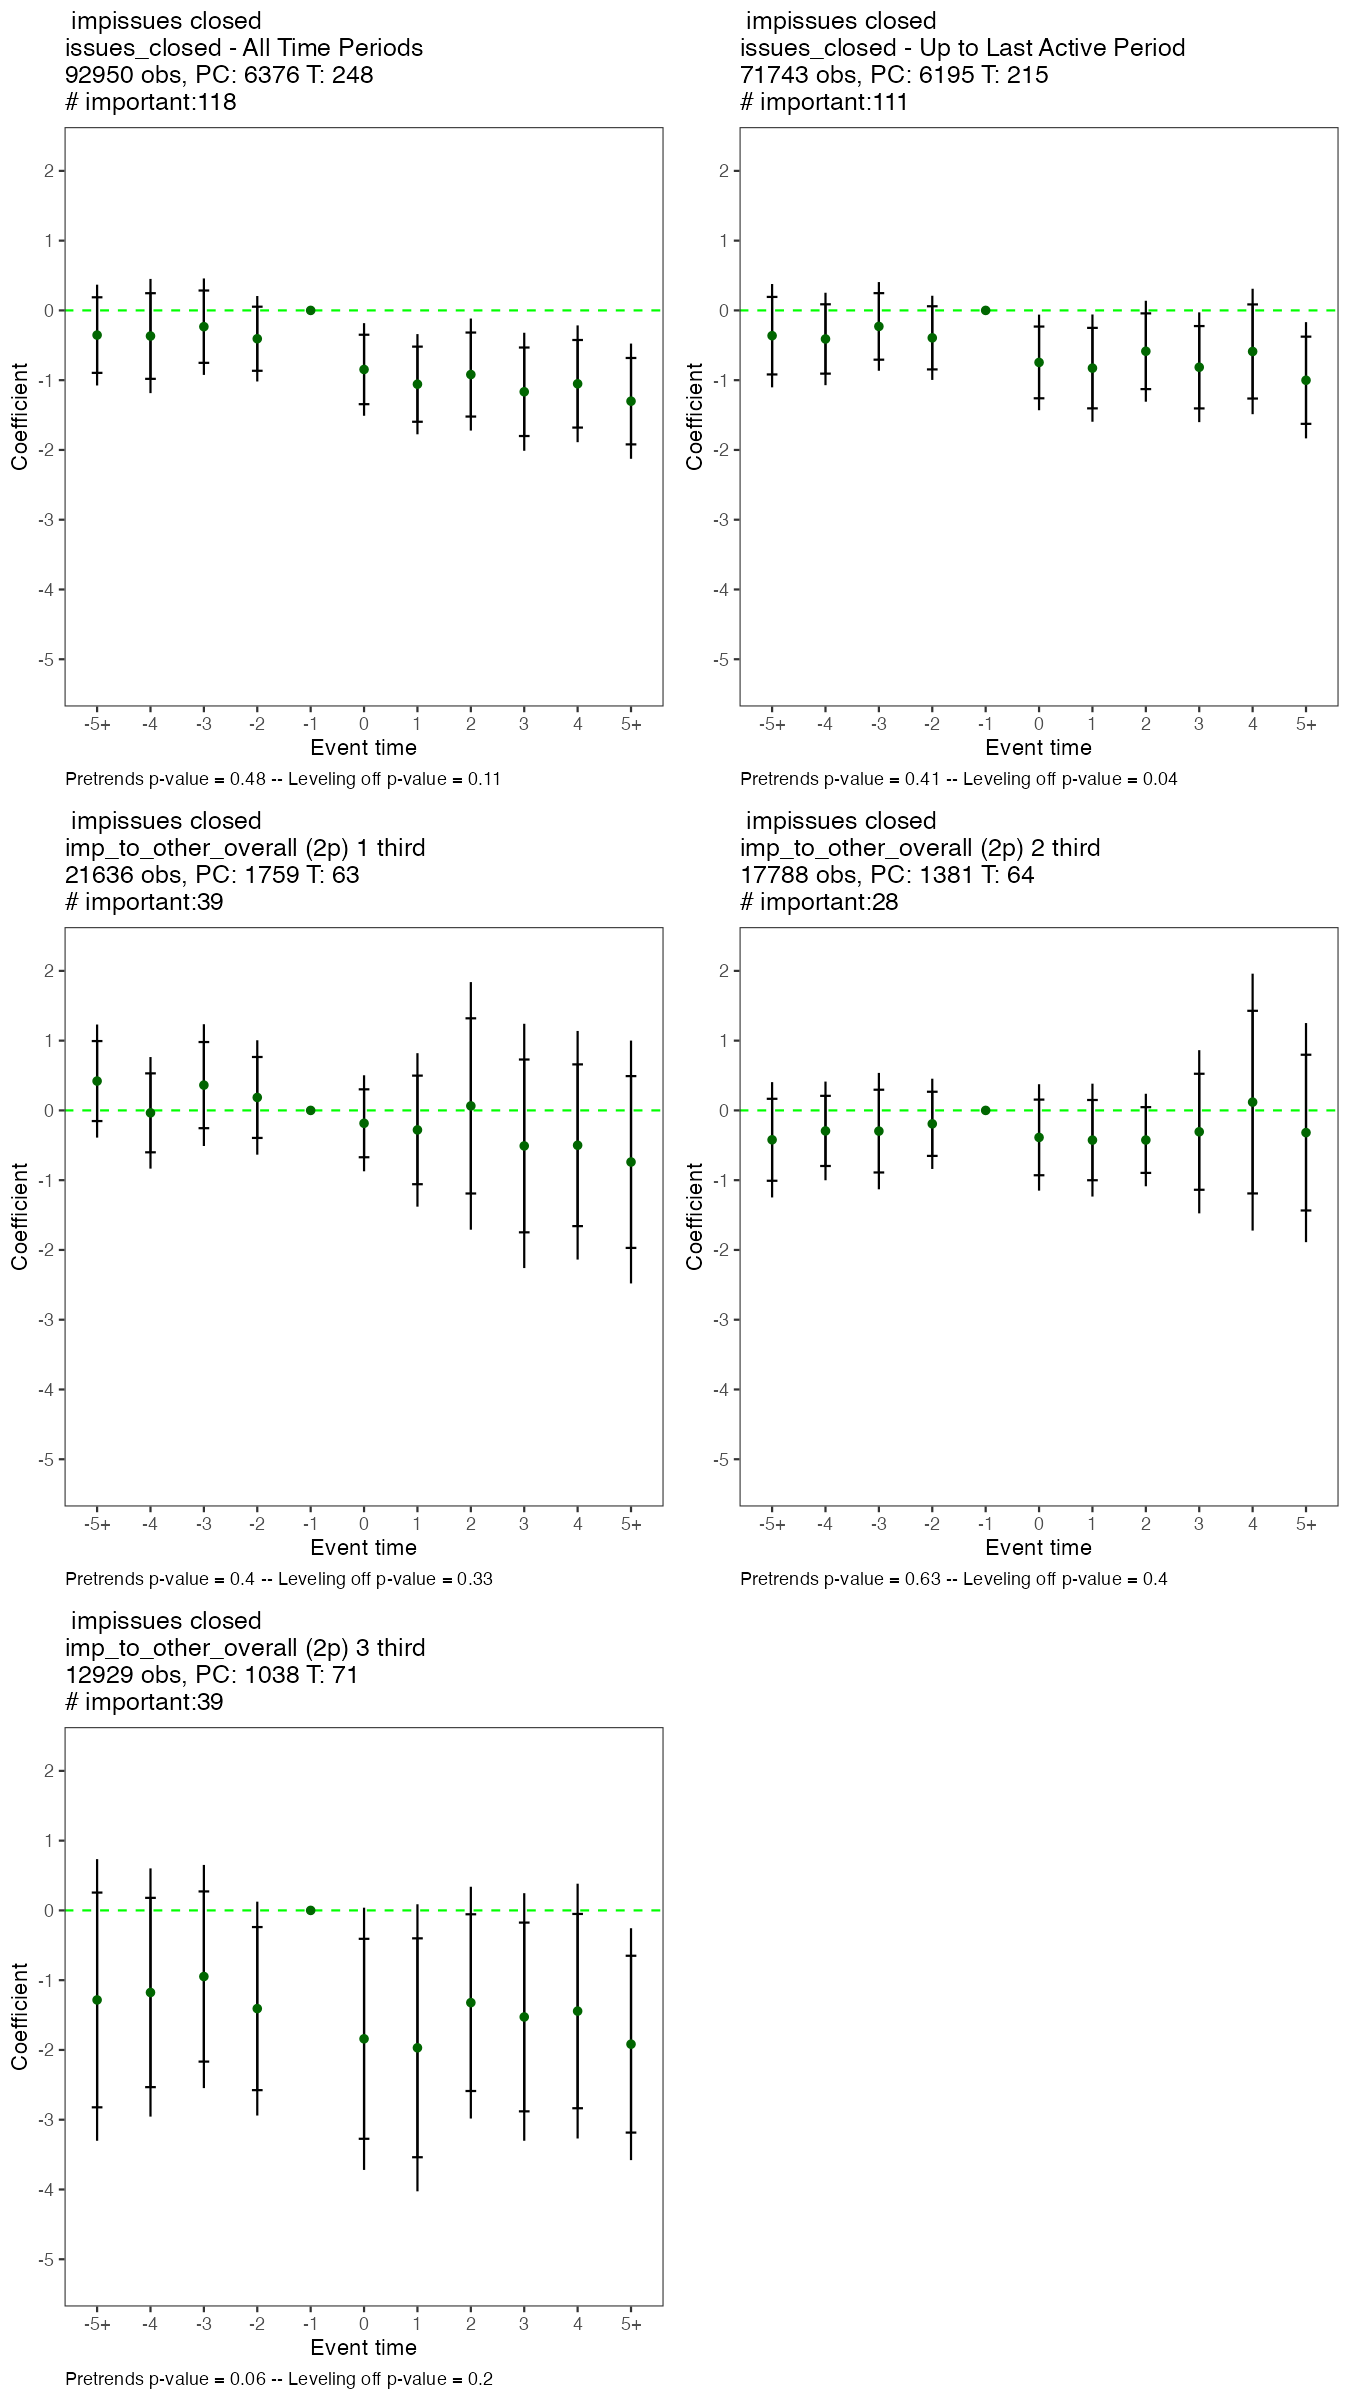 impissues closed
issues_closed - All Time Periods
92950 obs, PC: 6376 T: 248
# important:118
2
1
0
-1
-2
-3
-4
-5
Coefficient
-5+ -4 -3 -2 -1 0 1 2 3 4 5+
Event time
Pretrends p-value = 0.48 -- Leveling off p-value = 0.11
impissues closed
issues_closed - Up to Last Active Period
71743 obs, PC: 6195 T: 215
# important:111
2
1
0
-1
-2
-3
-4
-5
Coefficient
-5+ -4 -3 -2 -1 0 1 2 3 4 5+
Event time
Pretrends p-value = 0.41 -- Leveling off p-value = 0.04
impissues closed
imp_to_other_overall (2p) 1 third
21636 obs, PC: 1759 T: 63
# important:39
2
1
0
-1
-2
-3
-4
-5
Coefficient
-5+ -4 -3 -2 -1 0 1 2 3 4 5+
Event time
Pretrends p-value = 0.4 -- Leveling off p-value = 0.33
impissues closed
imp_to_other_overall (2p) 2 third
17788 obs, PC: 1381 T: 64
# important:28
2
1
0
-1
-2
-3
-4
-5
Coefficient
-5+ -4 -3 -2 -1 0 1 2 3 4 5+
Event time
Pretrends p-value = 0.63 -- Leveling off p-value = 0.4
impissues closed
imp_to_other_overall (2p) 3 third
12929 obs, PC: 1038 T: 71
# important:39
2
1
0
-1
-2
-3
-4
-5
Coefficient
-5+ -4 -3 -2 -1 0 1 2 3 4 5+
Event time
Pretrends p-value = 0.06 -- Leveling off p-value = 0.2